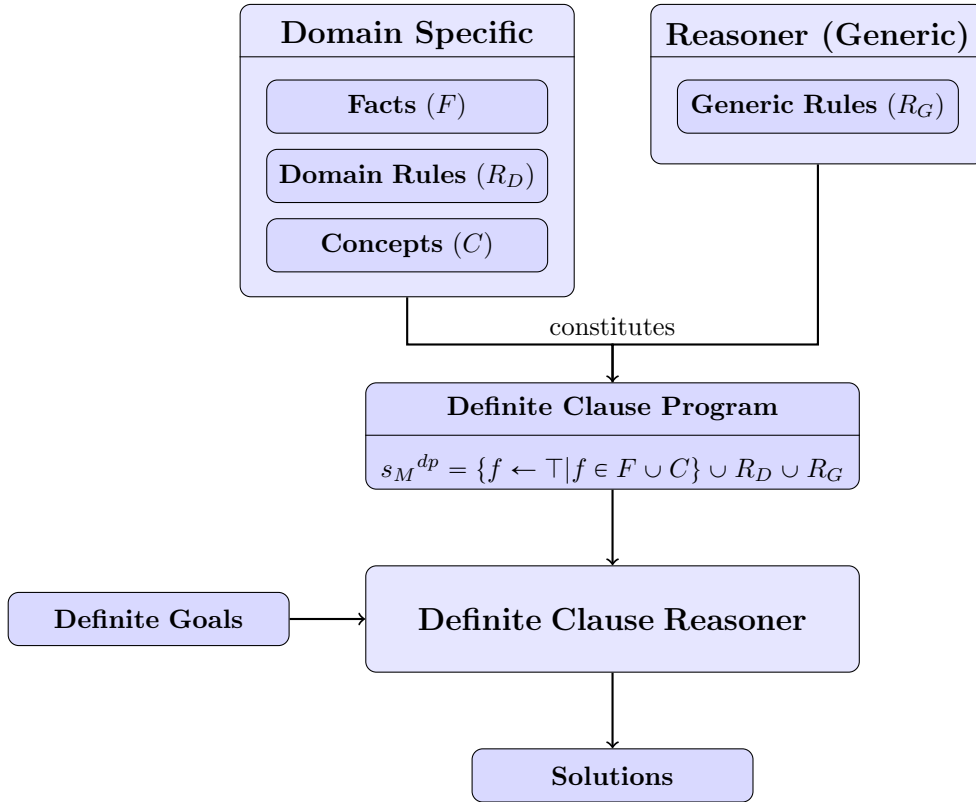 Domain Specific
Facts (F)
Domain Rules (R_D)
Concepts (C)
Reasoner (Generic)
Generic Rules (R_G)
constitutes
Definite Clause Program
s_M^{dp} = {f ← ⊤|f ∈ F ∪ C} ∪ R_D ∪ R_G
Definite Goals
Definite Clause Reasoner
Solutions